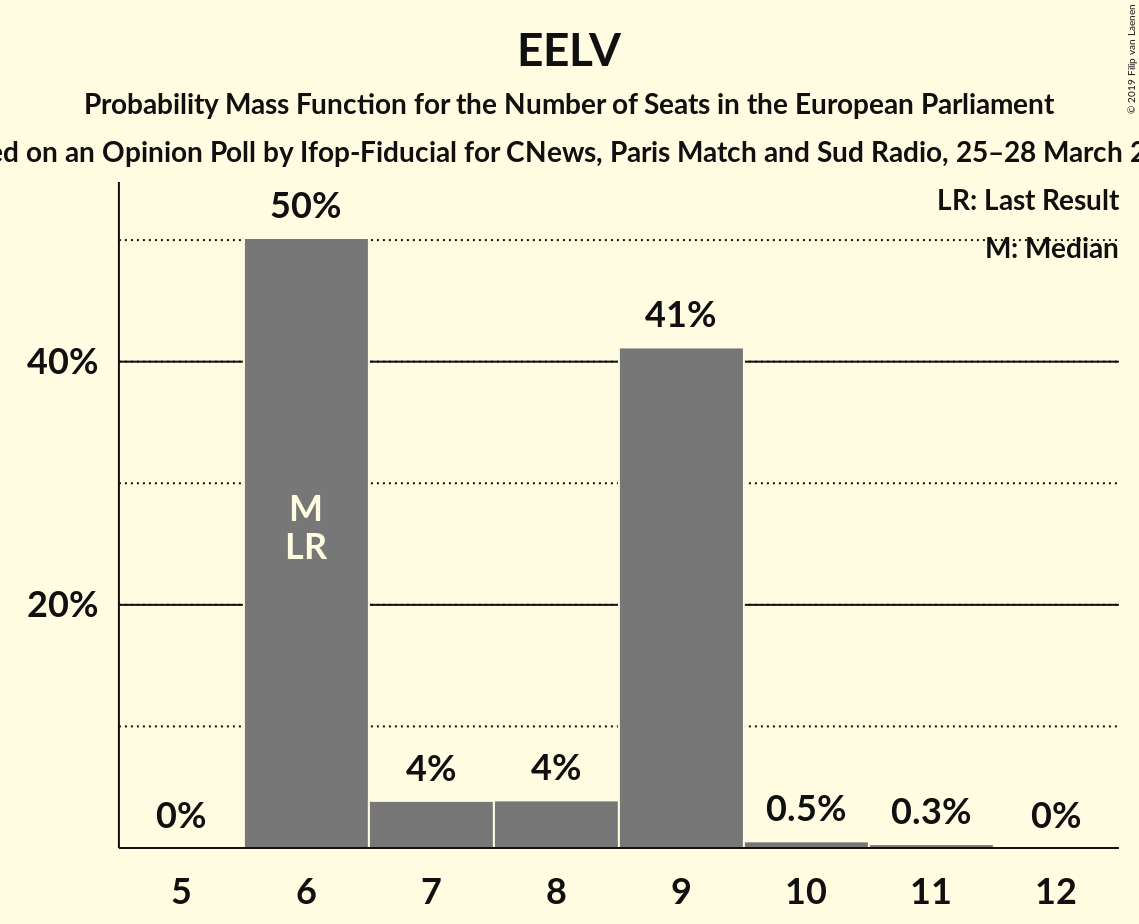 EELV
Probability Mass Function for the Number of Seats in the European Parliament
on an Opinion Poll by Ifop-Fiducial for CNews, Paris Match and Sud Radio, 25–28 March
© 2019 Filip van Laenen
LR: Last Result
M: Median
50%
41%
40%
M
LR
20%
4%
4%
0%
0.5%
0.3%
0%
5
6
7
8
9
10
11
12